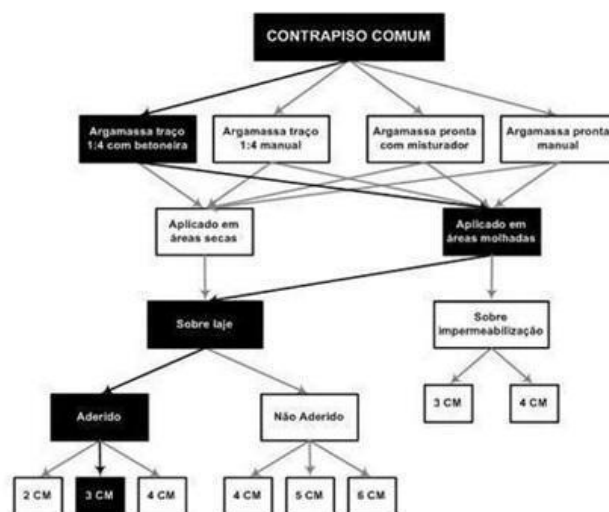 CONTRAPISO COMUM
Argamassa traço
1:4 com betoneira
Argamassa traço
1:4 manual
Argamassa pronta
com misturador
Argamassa pronta
manual
Aplicado em
áreas secas
Aplicado em
áreas molhadas
Sobre laje
Sobre
impermeabilização
Aderido
Não Aderido
3 CM
4 CM
2 CM
3 CM
4 CM
4 CM
5 CM
6 CM